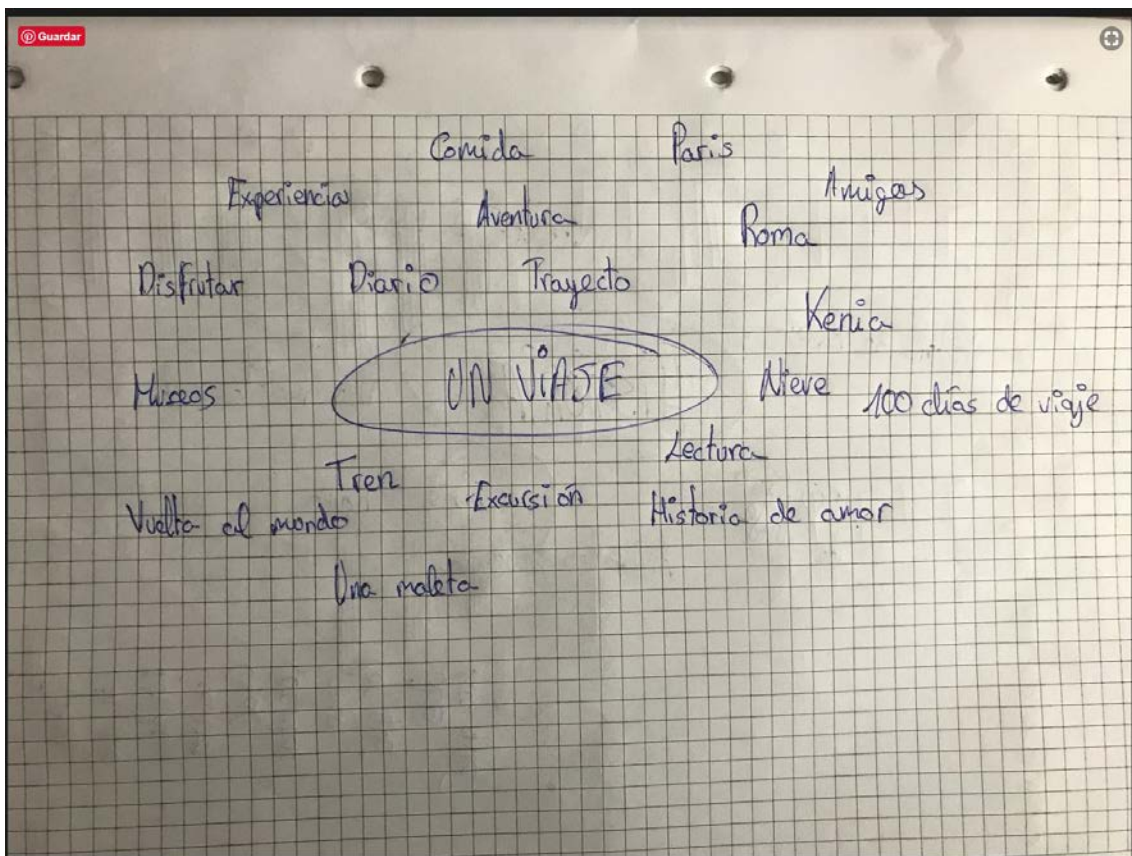 Guardar
Comida
Paris
Experiencia
Aventura
Amigos
Roma
Disfrutar
Diario
Trayecto
Kenia
Museos
UN VIAJE
Nieve
100 días de viaje
Lectura
Tren
Excursión
Historia de amor
Vuelta al mundo
Una maleta